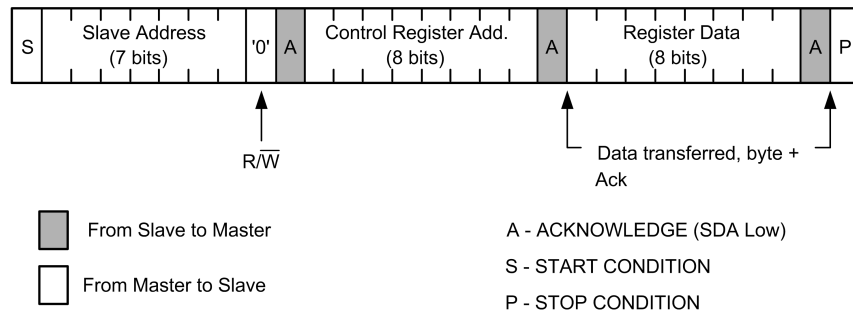 S Slave Address (7 bits) '0' A Control Register Add. (8 bits) A Register Data (8 bits) A P
R/W̅
Data transferred, byte +
Ack
From Slave to Master
From Master to Slave
A - ACKNOWLEDGE (SDA Low)
S - START CONDITION
P - STOP CONDITION